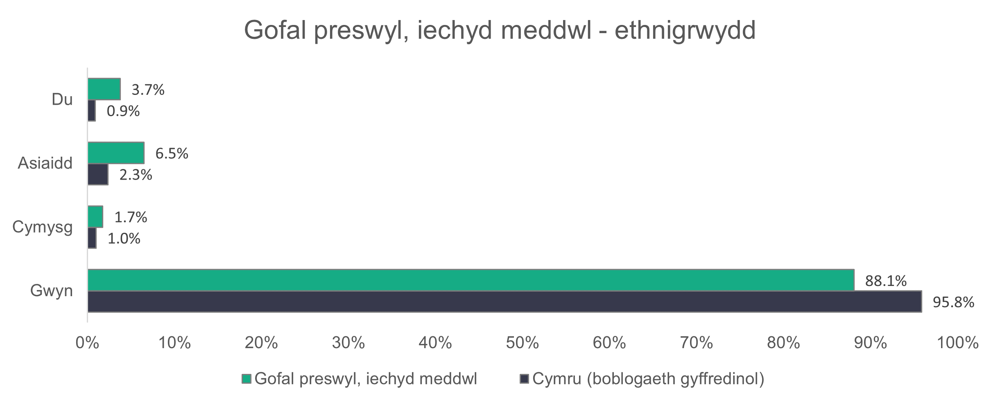 Gofal preswyl, iechyd meddwl - ethnigrwydd
Du
3.7%
0.9%
Asiaidd
6.5%
2.3%
Cymysg
1.7%
1.0%
Gwyn
88.1%
95.8%
0% 10% 20% 30% 40% 50% 60% 70% 80% 90% 100%
Gofal preswyl, iechyd meddwl Cymru (boblogaeth gyffredinol)